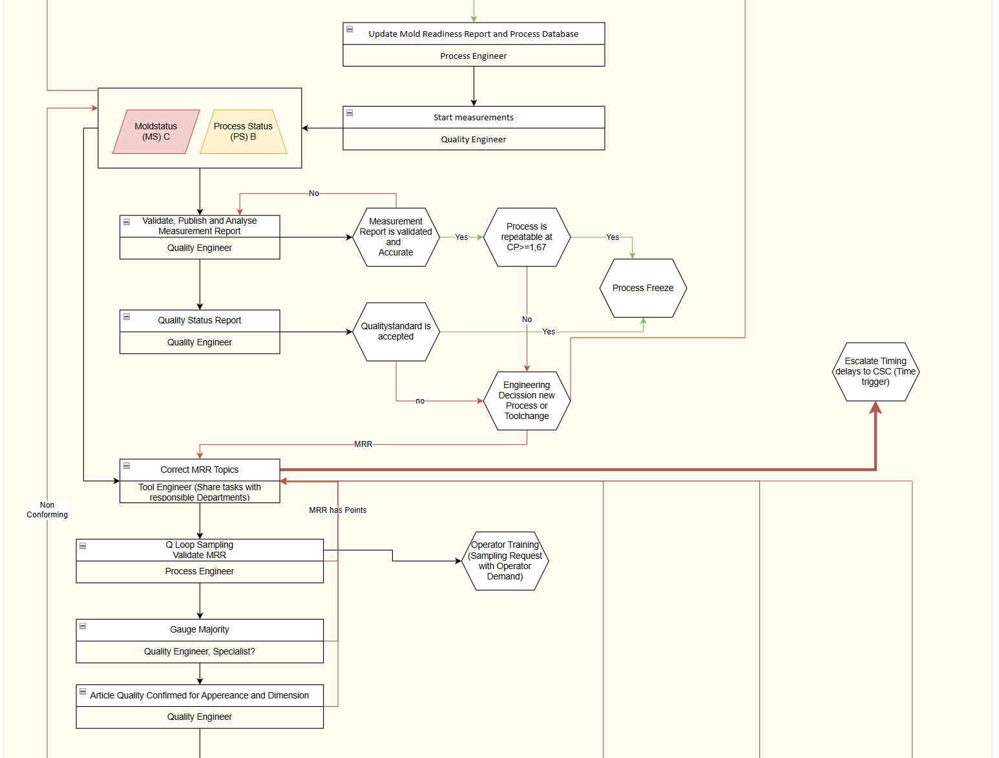 Update Mold Readiness Report and Process Database
Process Engineer
Start measurements
Quality Engineer
Moldstatus
(MS) C
Process Status
(PS) B
No
Validate, Publish and Analyse
Measurement Report
Quality Engineer
Measurement
Report is validated
and
Accurate
Yes
Process is
repeatable at
CP>=1,67
Yes
Process Freeze
Quality Status Report
Quality Engineer
Qualitystandard is
accepted
No
Yes
no
Engineering
Decission new
Process or
Toolchange
Escalate Timing
delays to CSC (Time
trigger)
MRR
Correct MRR Topics
Tool Engineer (Share tasks with
responsible Departments)
Non
Conforming
MRR has Points
Q Loop Sampling
Validate MRR
Process Engineer
Operator Training
(Sampling Request
with Operator
Demand)
Gauge Majority
Quality Engineer, Specialist?
Article Quality Confirmed for Appereance and Dimension
Quality Engineer